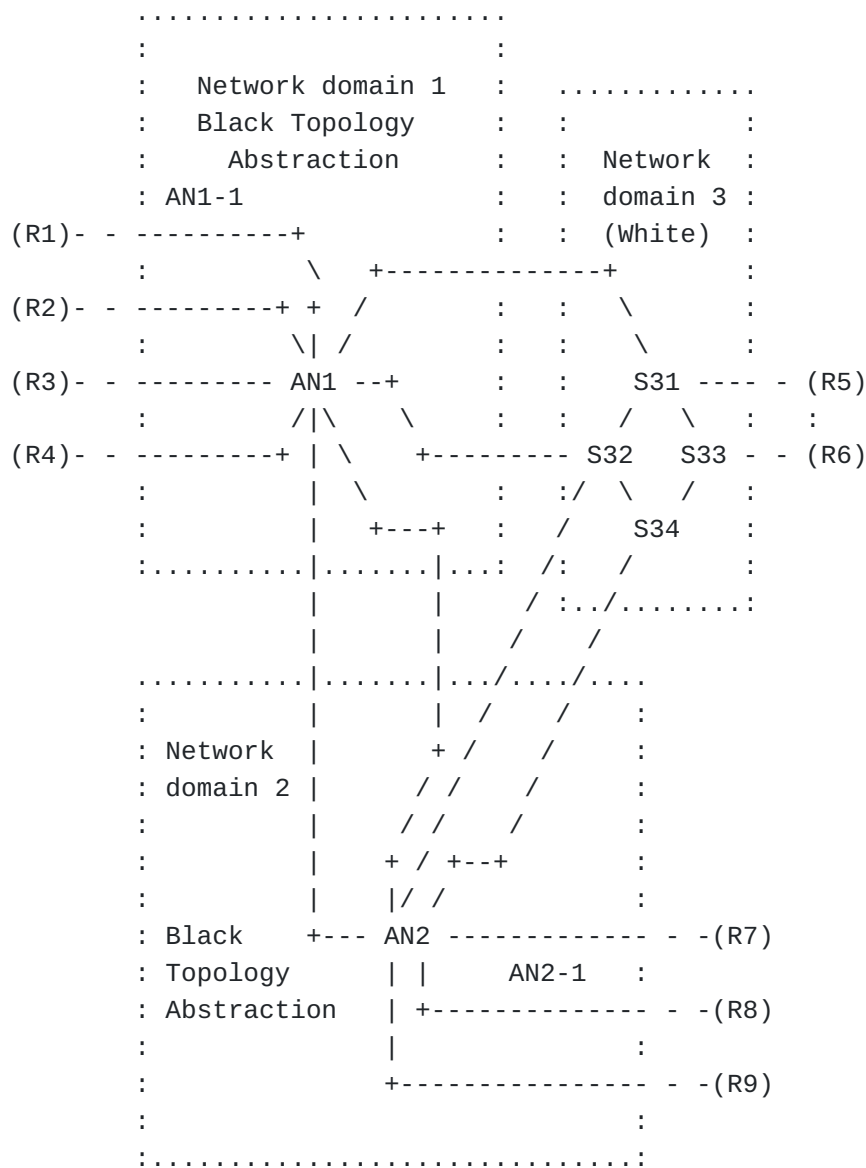 Network domain 1
Black Topology
Abstraction Network
AN1-1 domain 3
(R1) (White)
(R2)
(R3) AN1 S31 (R5)
(R4) S32 S33 (R6)
S34
Network
domain 2
Black AN2 (R7)
Topology AN2-1
Abstraction (R8)
(R9)